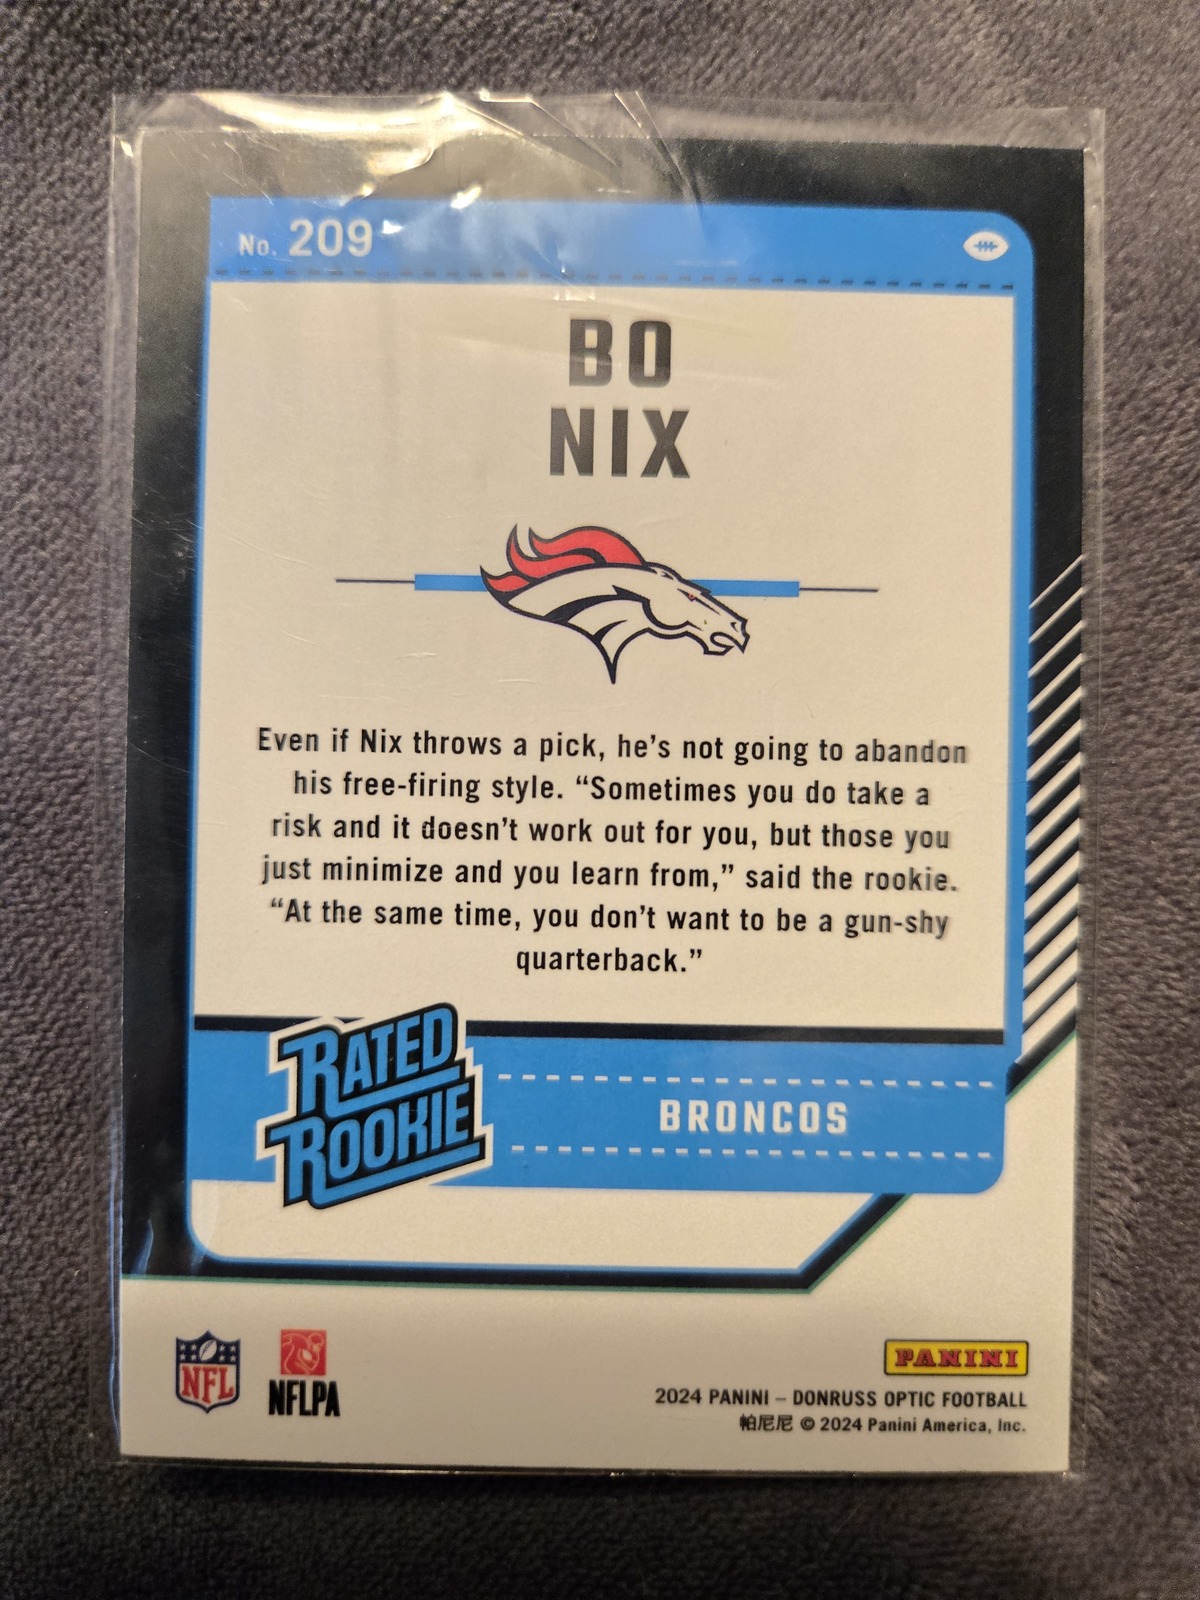 No. 209
BO
NIX
Even if Nix throws a pick, he's not going to abandon
his free-firing style. “Sometimes you do take a
risk and it doesn't work out for you, but those you
just minimize and you learn from,” said the rookie.
“At the same time, you don't want to be a gun-shy
quarterback.”
RATED
ROOKIE
BRONCOS
NFL
NFLPA
PANINI
2024 PANINI – DONRUSS OPTIC FOOTBALL
帕尼尼 © 2024 Panini America, Inc.